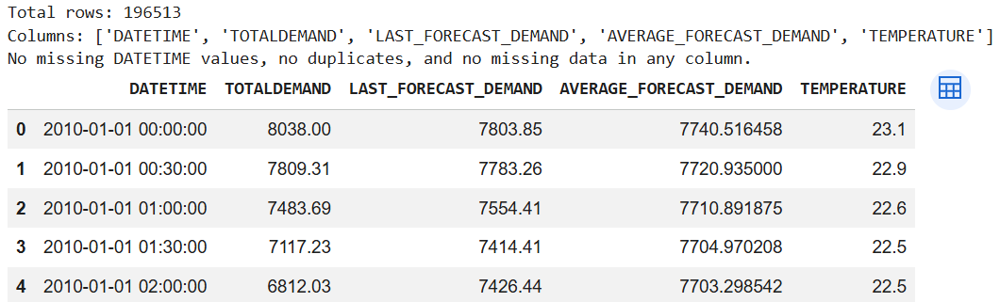 Total rows: 196513
Columns: ['DATETIME', 'TOTALDEMAND', 'LAST_FORECAST_DEMAND', 'AVERAGE_FORECAST_DEMAND', 'TEMPERATURE']
No missing DATETIME values, no duplicates, and no missing data in any column.
DATETIME TOTALDEMAND LAST_FORECAST_DEMAND AVERAGE_FORECAST_DEMAND TEMPERATURE
0 2010-01-01 00:00:00 8038.00 7803.85 7740.516458 23.1
1 2010-01-01 00:30:00 7809.31 7783.26 7720.935000 22.9
2 2010-01-01 01:00:00 7483.69 7554.41 7710.891875 22.6
3 2010-01-01 01:30:00 7117.23 7414.41 7704.970208 22.5
4 2010-01-01 02:00:00 6812.03 7426.44 7703.298542 22.5